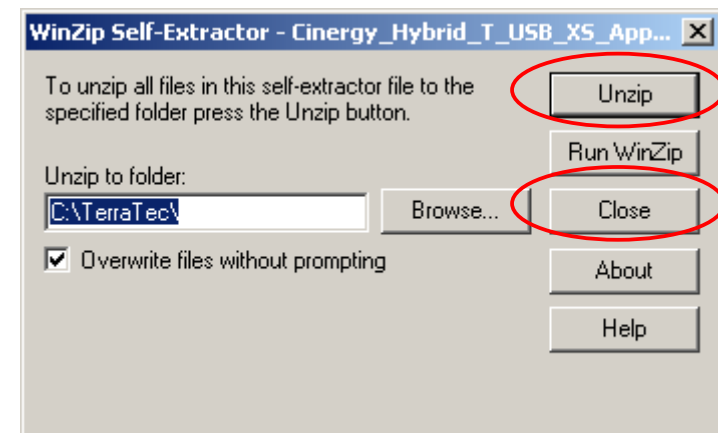 WinZip Self-Extractor - Cinergy_Hybrid_T_USB_XS_App...
To unzip all files in this self-extractor file to the
specified folder press the Unzip button.
Unzip to folder:
C:\TerraTec\
Browse...
Overwrite files without prompting
Unzip
Run WinZip
Close
About
Help